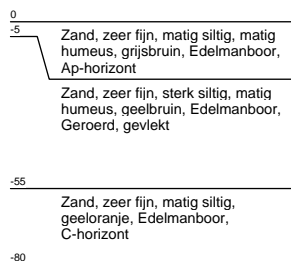 0
-5
Zand, zeer fijn, matig siltig, matig
humeus, grijsbruin, Edelmanboor,
Ap-horizont
Zand, zeer fijn, sterk siltig, matig
humeus, geelbruin, Edelmanboor,
Geroerd, gevlekt
-55
Zand, zeer fijn, matig siltig,
geeloranje, Edelmanboor,
C-horizont
-80